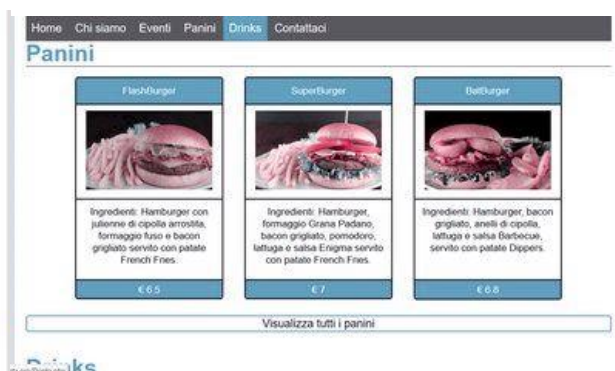 Home Chi siamo Eventi Panini Drinks Contattaci
Panini
FlashBurger
SuperBurger
BatBurger
Ingredienti: Hamburger con
julienne di cipolla arrostita,
formaggio fuso e bacon
grigliato servito con patate
French Fries.
Ingredienti: Hamburger,
formaggio Grana Padano,
bacon grigliato, pomodoro,
lattuga e salsa Enigma servito
con patate French Fries.
Ingredienti: Hamburger, bacon
grigliato, anelli di cipolla,
lattuga e salsa Barbecue,
servito con patate Dippers.
€ 6.5
€ 7
€ 6.8
Visualizza tutti i panini
Drinks